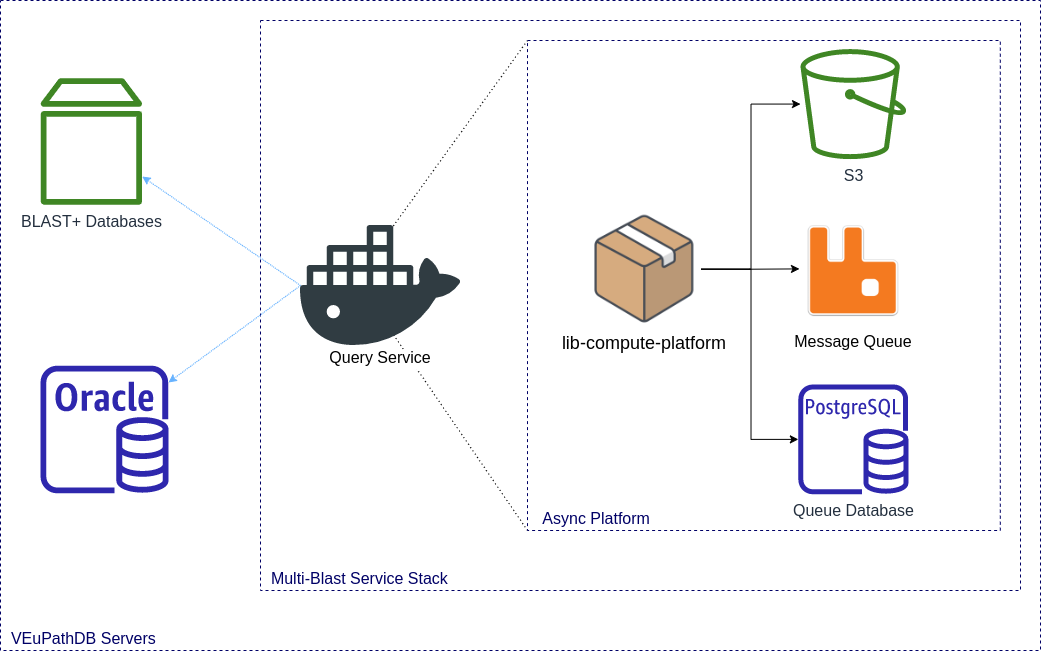 BLAST+ Databases
Oracle
Query Service
lib-compute-platform
S3
Message Queue
PostgreSQL
Queue Database
Async Platform
Multi-Blast Service Stack
VEuPathDB Servers